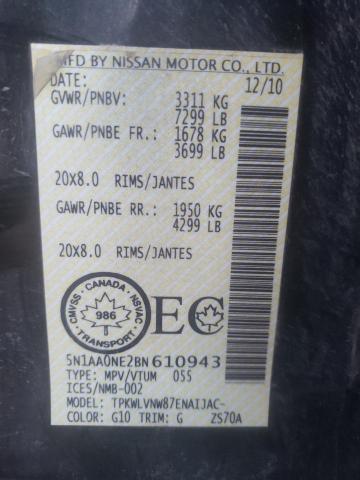 MFD BY NISSAN MOTOR CO., LTD.
DATE: 12/10
GVWR/PNBV: 3311 KG
7299 LB
GAWR/PNBE FR.: 1678 KG
3699 LB
20X8.0 RIMS/JANTES
GAWR/PNBE RR.: 1950 KG
4299 LB
20X8.0 RIMS/JANTES
CMVSS · CANADA · NSVAC
986
TRANSPORT
EC
5N1AA0NE2BN610943
TYPE: MPV/VTUM 055
ICES/NMB-002
MODEL: TPKWLVNW87ENAIJAC-
COLOR: G10 TRIM: G ZS70A